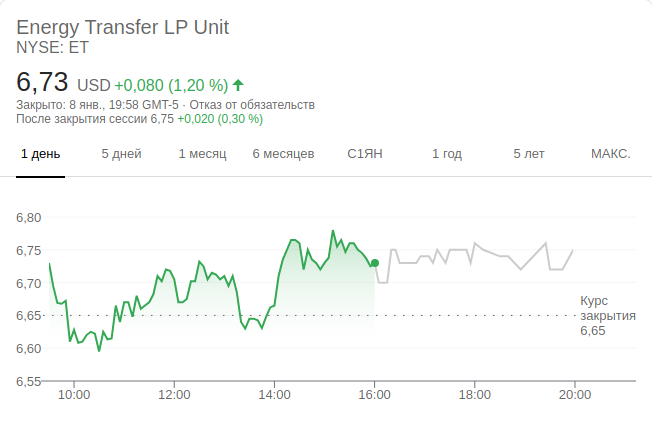 Energy Transfer LP Unit
NYSE: ET
6,73 USD +0,080 (1,20 %)
Закрыто: 8 янв., 19:58 GMT-5 · Отказ от обязательств
После закрытия сессии 6,75 +0,020 (0,30 %)
1 день 5 дней 1 месяц 6 месяцев С1ЯН 1 год 5 лет МАКС.
6,80
6,75
6,70
6,65
6,60
6,55
Курс
закрытия
6,65
10:00 12:00 14:00 16:00 18:00 20:00